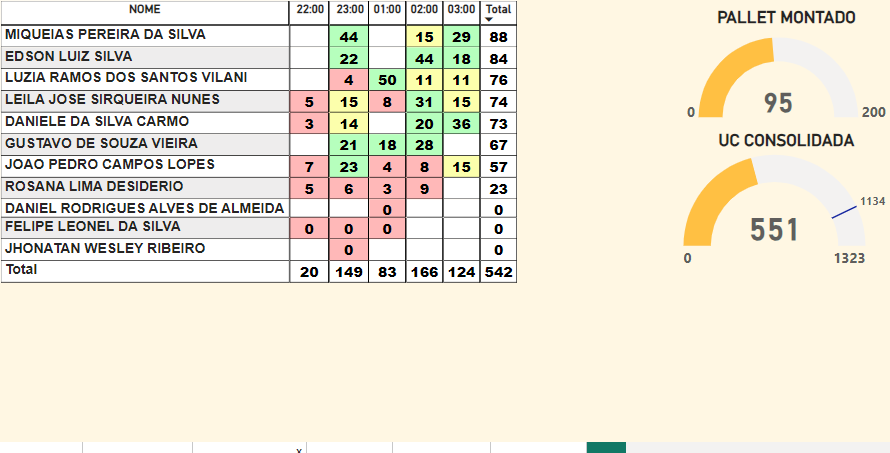 NOME 22:00 23:00 01:00 02:00 03:00 Total
MIQUEIAS PEREIRA DA SILVA 44 15 29 88
EDSON LUIZ SILVA 22 44 18 84
LUZIA RAMOS DOS SANTOS VILANI 4 50 11 11 76
LEILA JOSE SIRQUEIRA NUNES 5 15 8 31 15 74
DANIELE DA SILVA CARMO 3 14 20 36 73
GUSTAVO DE SOUZA VIEIRA 21 18 28 67
JOAO PEDRO CAMPOS LOPES 7 23 4 8 15 57
ROSANA LIMA DESIDERIO 5 6 3 9 23
DANIEL RODRIGUES ALVES DE ALMEIDA 0 0
FELIPE LEONEL DA SILVA 0 0 0 0
JHONATAN WESLEY RIBEIRO 0 0
Total 20 149 83 166 124 542
PALLET MONTADO
95
0 200
UC CONSOLIDADA
1134
551
0 1323
x